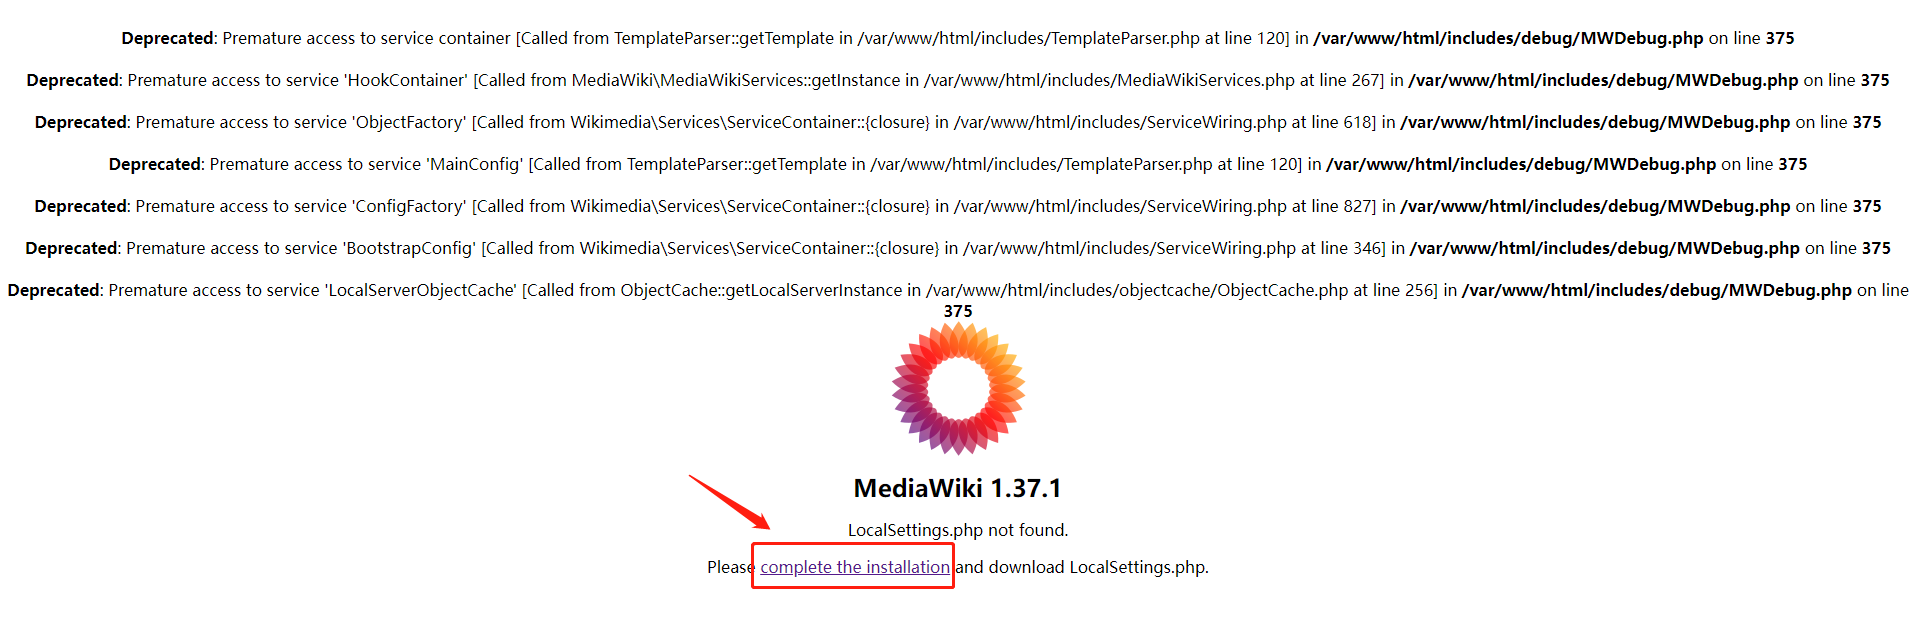 Deprecated: Premature access to service container [Called from TemplateParser::getTemplate in /var/www/html/includes/TemplateParser.php at line 120] in /var/www/html/includes/debug/MWDebug.php on line 375
Deprecated: Premature access to service 'HookContainer' [Called from MediaWiki\MediaWikiServices::getInstance in /var/www/html/includes/MediaWikiServices.php at line 267] in /var/www/html/includes/debug/MWDebug.php on line 375
Deprecated: Premature access to service 'ObjectFactory' [Called from Wikimedia\Services\ServiceContainer::{closure} in /var/www/html/includes/ServiceWiring.php at line 618] in /var/www/html/includes/debug/MWDebug.php on line 375
Deprecated: Premature access to service 'MainConfig' [Called from TemplateParser::getTemplate in /var/www/html/includes/TemplateParser.php at line 120] in /var/www/html/includes/debug/MWDebug.php on line 375
Deprecated: Premature access to service 'ConfigFactory' [Called from Wikimedia\Services\ServiceContainer::{closure} in /var/www/html/includes/ServiceWiring.php at line 827] in /var/www/html/includes/debug/MWDebug.php on line 375
Deprecated: Premature access to service 'BootstrapConfig' [Called from Wikimedia\Services\ServiceContainer::{closure} in /var/www/html/includes/ServiceWiring.php at line 346] in /var/www/html/includes/debug/MWDebug.php on line 375
Deprecated: Premature access to service 'LocalServerObjectCache' [Called from ObjectCache::getLocalServerInstance in /var/www/html/includes/objectcache/ObjectCache.php at line 256] in /var/www/html/includes/debug/MWDebug.php on line
375
MediaWiki 1.37.1
LocalSettings.php not found.
Please complete the installation and download LocalSettings.php.